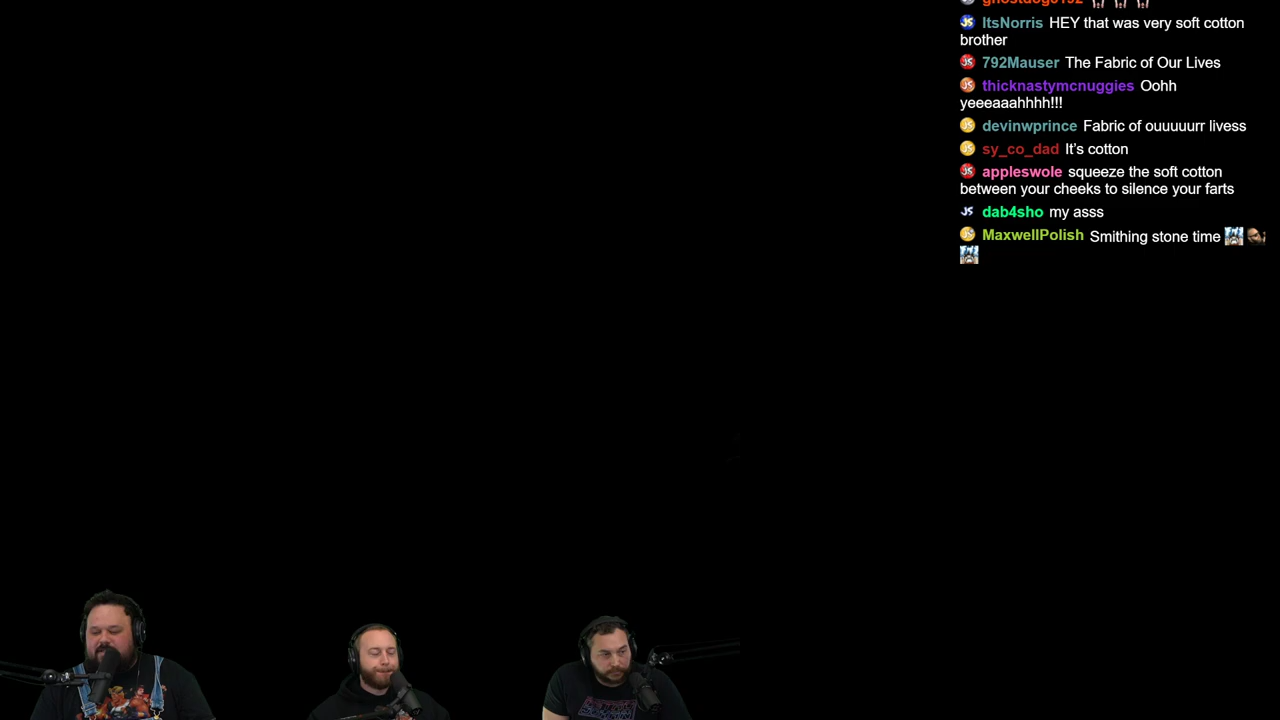 ItsNorris HEY that was very soft cotton
brother
792Mauser The Fabric of Our Lives
thicknastymcnuggies Oohh
yeeeaaahhhh!!!
devinwprince Fabric of ouuuuurr livess
sy_co_dad It's cotton
appleswole squeeze the soft cotton
between your cheeks to silence your farts
dab4sho my asss
MaxwellPolish Smithing stone time